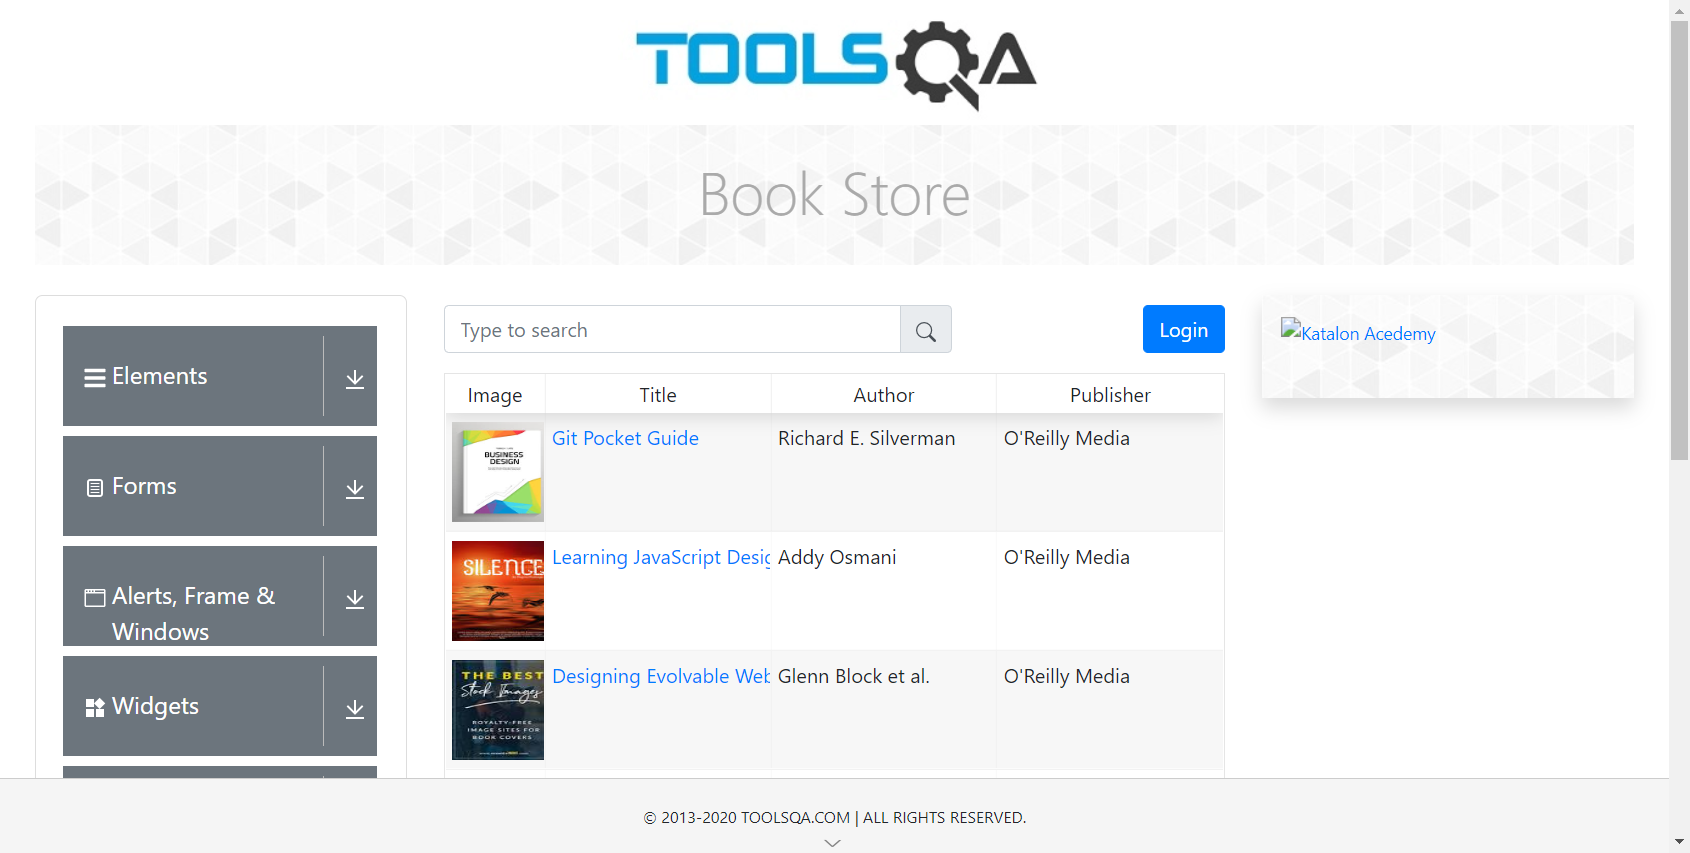 TOOLSQA
Book Store
Elements
Forms
Alerts, Frame &
Windows
Widgets
Type to search
Login
Image Title Author Publisher
BUSINESS
DESIGN
Git Pocket Guide Richard E. Silverman O'Reilly Media
SILENCE
Learning JavaScript Desig Addy Osmani O'Reilly Media
THE BEST
Stock Images
ROYALTY-FREE
IMAGE SITES FOR
BOOK COVERS
Designing Evolvable Web Glenn Block et al. O'Reilly Media
Katalon Acedemy
© 2013-2020 TOOLSQA.COM | ALL RIGHTS RESERVED.